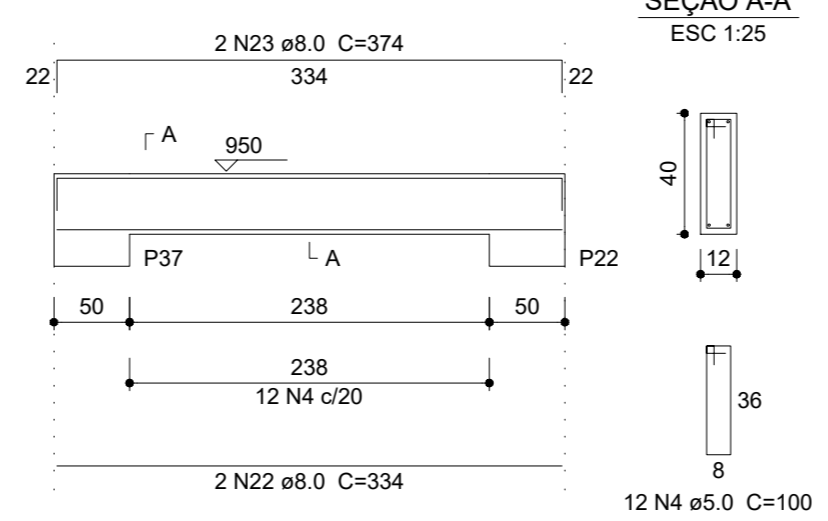 SEÇÃO A-A
ESC 1:25
2 N23 ø8.0 C=374
22 334 22
A
950
40
P37 A P22
12
50 238 50
238
12 N4 c/20
36
8
2 N22 ø8.0 C=334
12 N4 ø5.0 C=100